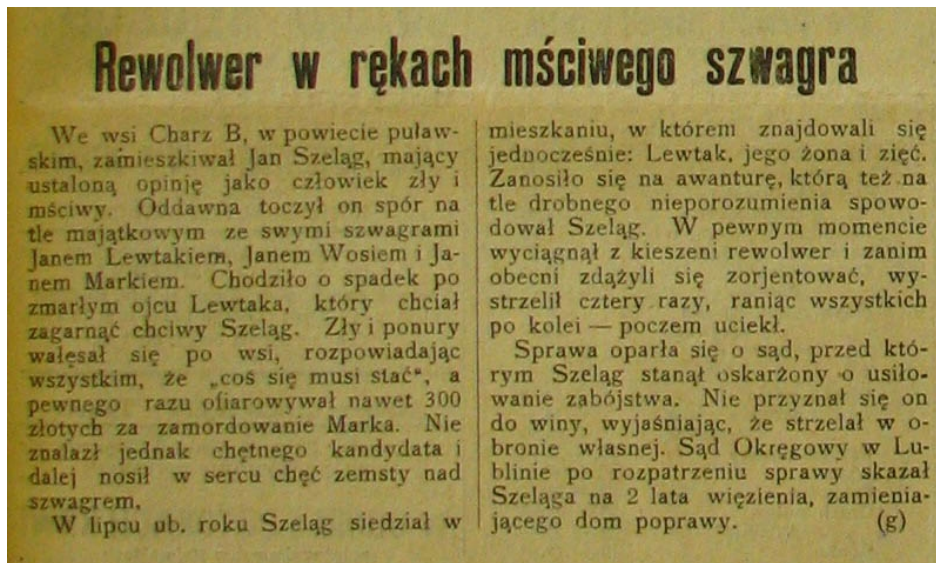 Rewolwer w rękach mściwego szwagra
We wsi Charz B, w powiecie puław-
skim, zamieszkiwał Jan Szeląg, mający
ustaloną opinję jako człowiek zły i
mściwy. Oddawna toczył on spór na
tle majątkowym ze swymi szwagrami
Janem Lewtakiem, Janem Wosiem i Ja-
nem Markiem. Chodziło o spadek po
zmarłym ojcu Lewtaka, który chciał
zagarnąć chciwy Szeląg. Zły i ponury
wałęsał się po wsi, rozpowiadając
wszystkim, że „coś się musi stać“, a
pewnego razu ofiarowywał nawet 300
złotych za zamordowanie Marka. Nie
znalazł jednak chętnego kandydata i
dalej nosił w sercu chęć zemsty nad
szwagrem.
W lipcu ub. roku Szeląg siedział w
mieszkaniu, w którem znajdowali się
jednocześnie: Lewtak, jego żona i zięć.
Zanosiło się na awanturę, którą też na
tle drobnego nieporozumienia spowo-
dował Szeląg. W pewnym momencie
wyciągnął z kieszeni rewolwer i zanim
obecni zdążyli się zorjentować, wy-
strzelił cztery razy, raniąc wszystkich
po kolei — poczem uciekł.
Sprawa oparła się o sąd, przed któ-
rym Szeląg stanął oskarżony o usiło-
wanie zabójstwa. Nie przyznał się on
do winy, wyjaśniając, że strzelał w o-
bronie własnej. Sąd Okręgowy w Lu-
blinie po rozpatrzeniu sprawy skazał
Szeląga na 2 lata więzienia, zamienia-
jącego dom poprawy. (g)